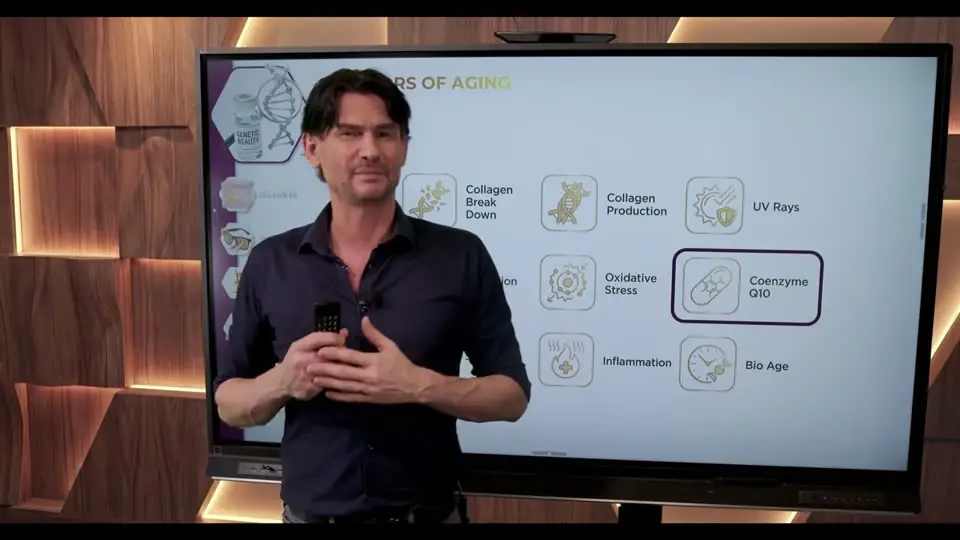 RS OF AGING
GENETIC
BEAUTY
Collagen
Break
Down
Collagen
Production
UV Rays
ion
Oxidative
Stress
Coenzyme
Q10
Inflammation
Bio Age